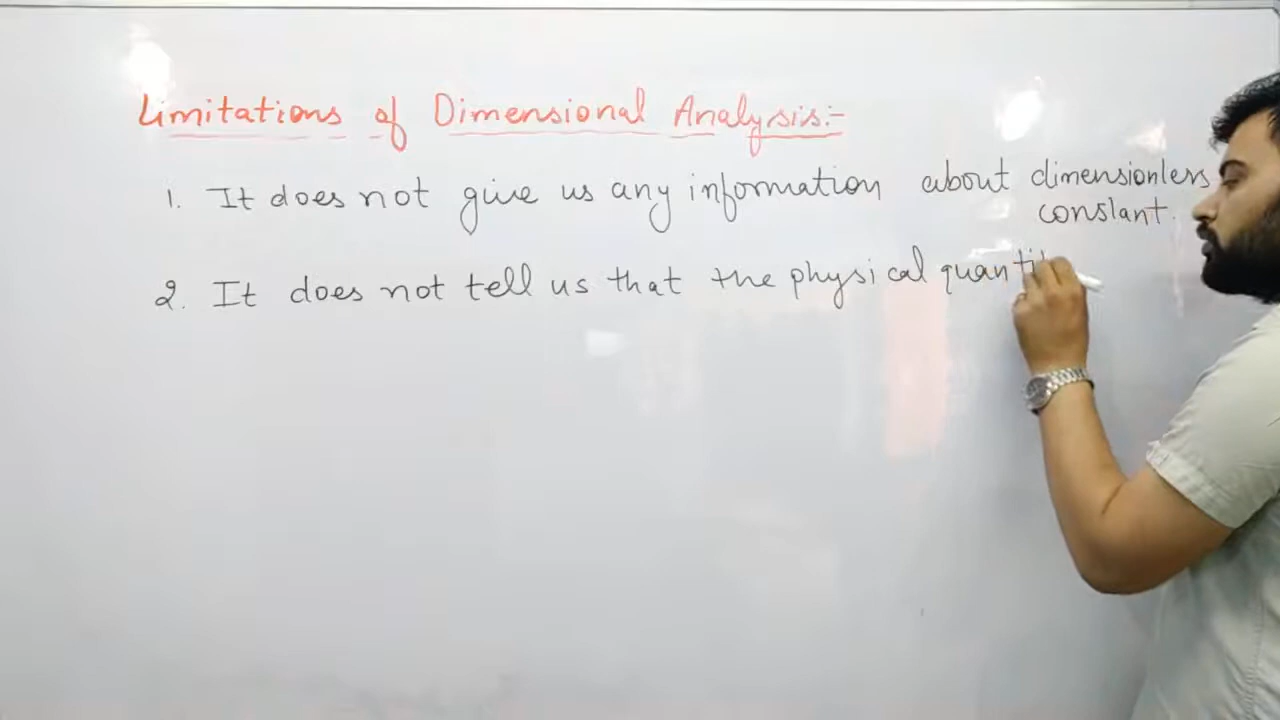 Limitations of Dimensional Analysis:-
1. It does not give us any information about dimensionless
constant.
2. It does not tell us that the physical